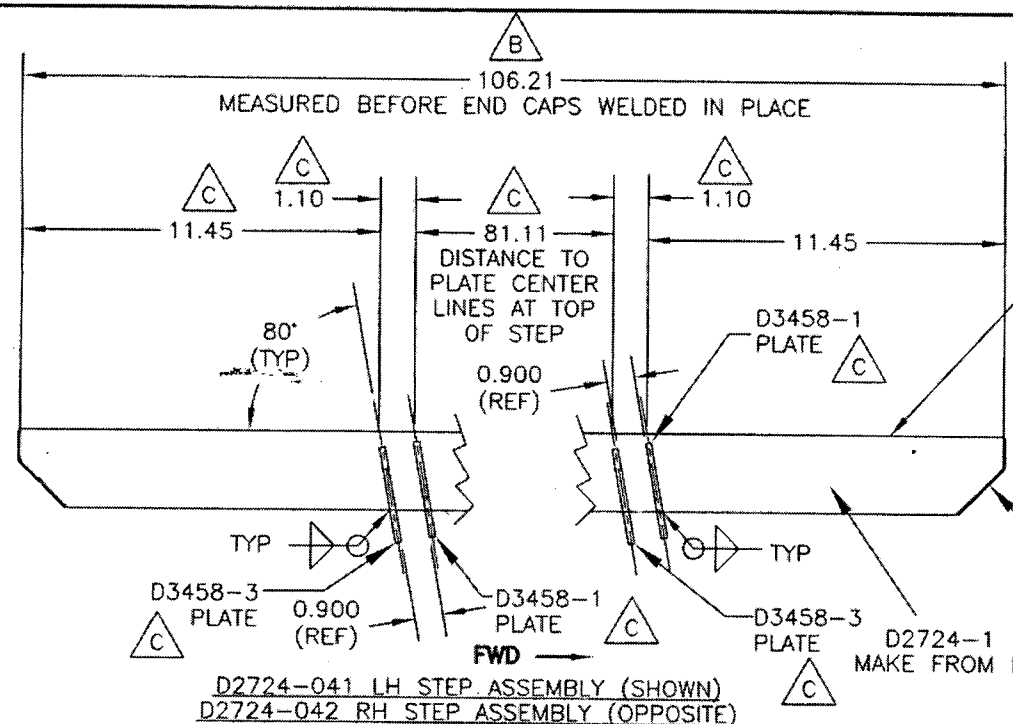 B
106.21
MEASURED BEFORE END CAPS WELDED IN PLACE
C
C
1.10
C
C
1.10
11.45
81.11
DISTANCE TO
PLATE CENTER
LINES AT TOP
OF STEP
11.45
80°
(TYP)
0.900
(REF)
D3458-1
PLATE
C
TYP
TYP
D3458-3
PLATE
C
0.900
(REF)
D3458-1
PLATE
C
D3458-3
PLATE
C
D2724-1
MAKE FROM
FWD
D2724-041 LH STEP ASSEMBLY (SHOWN)
D2724-042 RH STEP ASSEMBLY (OPPOSITE)